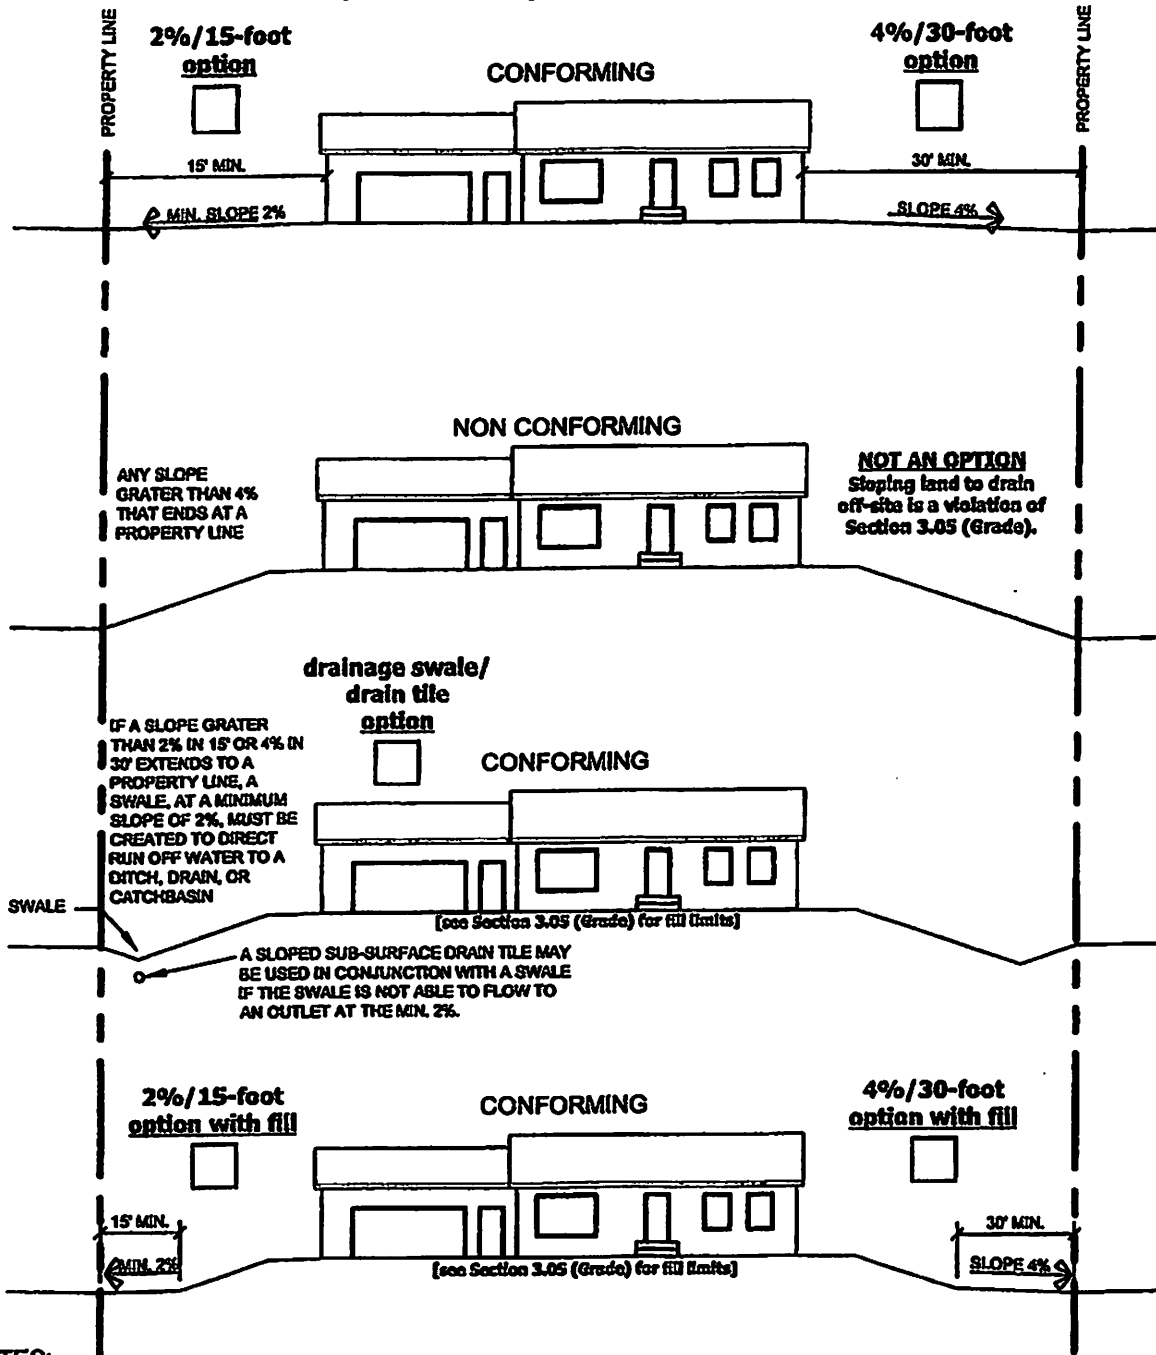 PROPERTY LINE
2%/15-foot
option
CONFORMING
4%/30-foot
option
PROPERTY LINE
15' MIN.
30' MIN.
MIN. SLOPE 2%
SLOPE 4%
NON CONFORMING
ANY SLOPE
GRATER THAN 4%
THAT ENDS AT A
PROPERTY LINE
NOT AN OPTION
Sloping land to drain
off-site is a violation of
Section 3.05 (Grade).
drainage swale/
drain tile
option
IF A SLOPE GRATER
THAN 2% IN 15' OR 4% IN
30' EXTENDS TO A
PROPERTY LINE, A
SWALE, AT A MINIMUM
SLOPE OF 2%, MUST BE
CREATED TO DIRECT
RUN OFF WATER TO A
DITCH, DRAIN, OR
CATCHBASIN
CONFORMING
SWALE
[see Section 3.05 (Grade) for fill limits]
A SLOPED SUB-SURFACE DRAIN TILE MAY
BE USED IN CONJUNCTION WITH A SWALE
IF THE SWALE IS NOT ABLE TO FLOW TO
AN OUTLET AT THE MIN. 2%.
2%/15-foot
option with fill
CONFORMING
4%/30-foot
option with fill
15' MIN.
30' MIN.
MIN. 2%
SLOPE 4%
[see Section 3.05 (Grade) for fill limits]